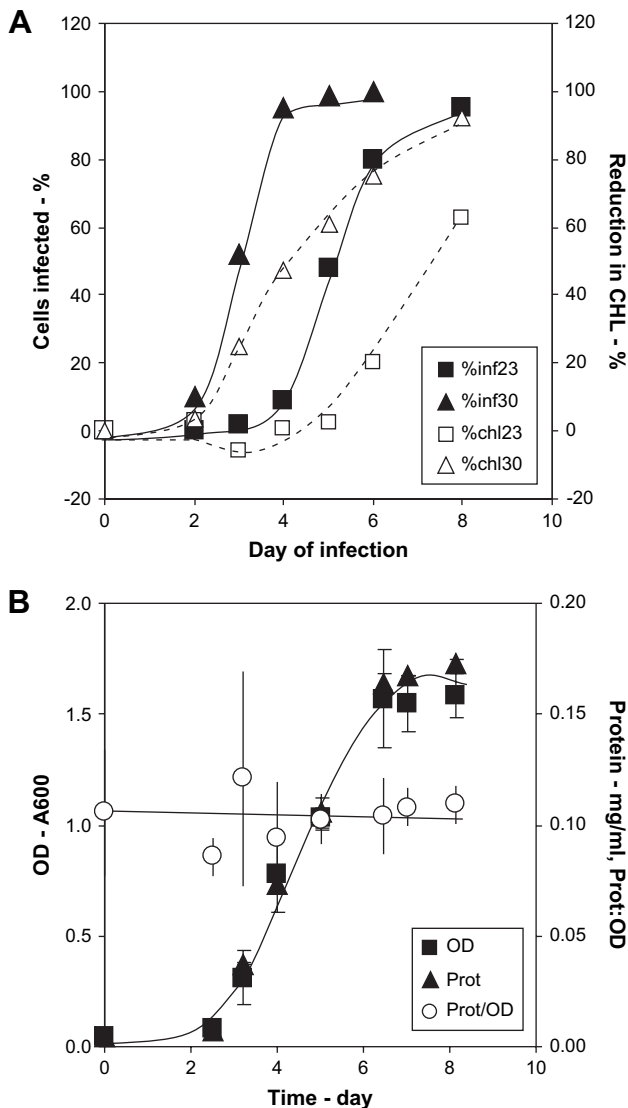 A
Cells infected - %
120
100
80
60
40
20
0
-20
0 2 4 6 8 10
Day of infection
120
100
80
60
40
20
0
-20
Reduction in CHL - %
%inf23
%inf30
%chl23
%chl30
B
OD - A600
2.0
1.5
1.0
0.5
0.0
0 2 4 6 8 10
Time - day
0.20
0.15
0.10
0.05
0.00
Protein - mg/ml, Prot:OD
OD
Prot
Prot/OD